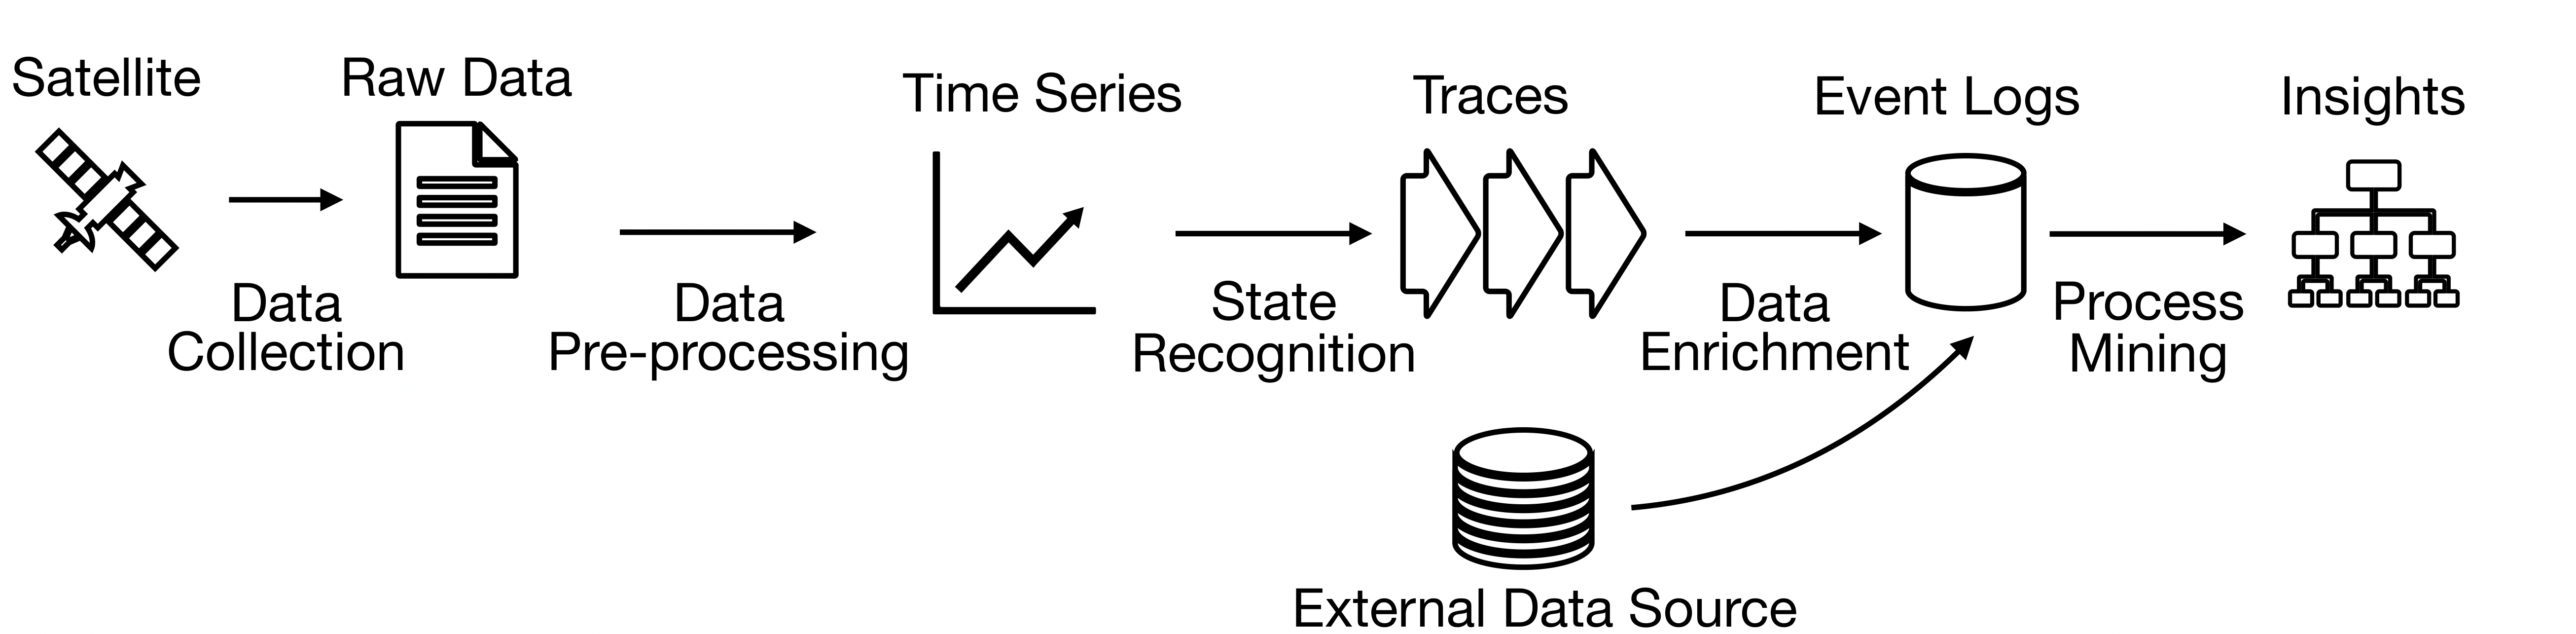 Satellite
Raw Data
Time Series
Traces
Event Logs
Insights
Data
Collection
Data
Pre-processing
State
Recognition
Data
Enrichment
Process
Mining
External Data Source